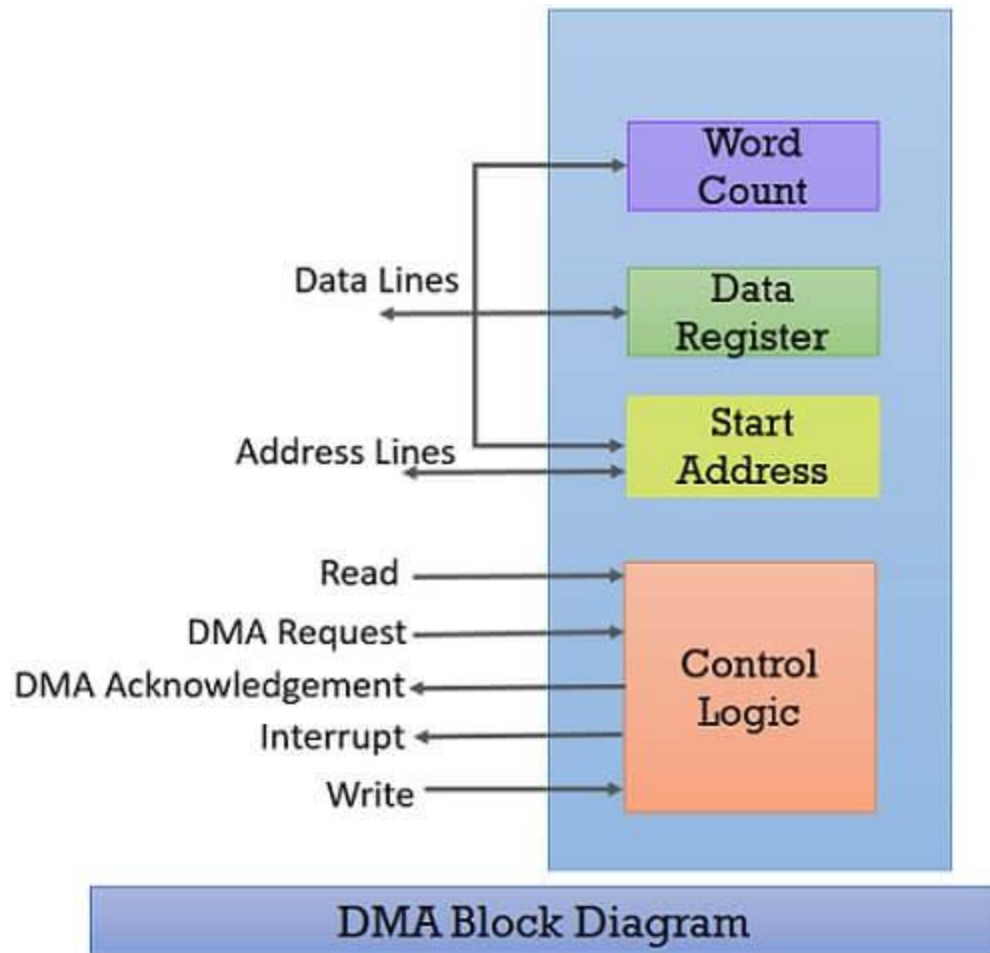 Word
Count
Data Lines
Data
Register
Start
Address
Address Lines
Read
DMA Request
DMA Acknowledgement
Interrupt
Write
Control
Logic
DMA Block Diagram